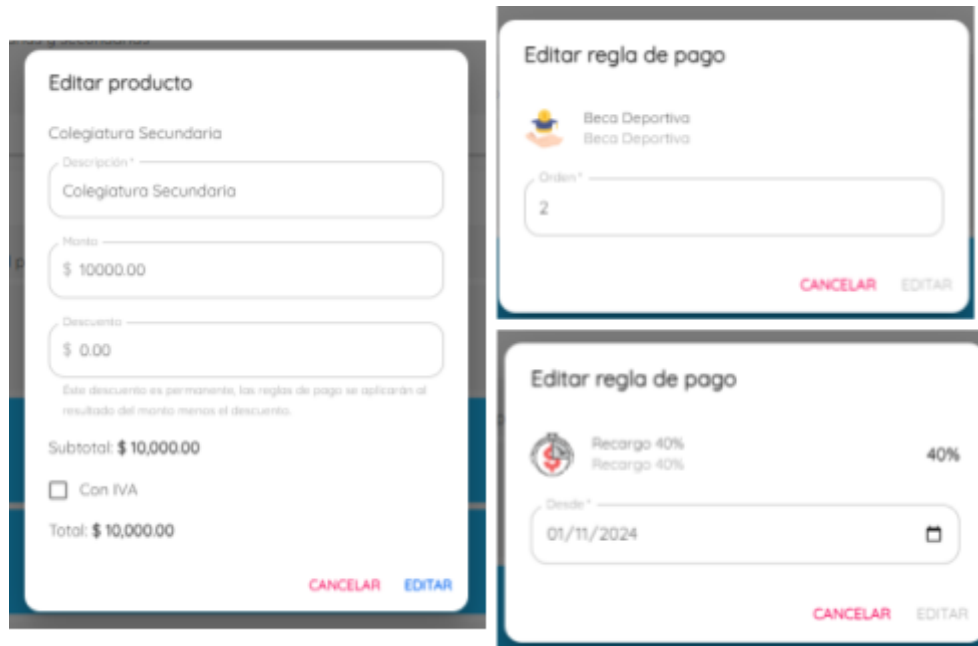 Editar producto
Colegiatura Secundaria
Descripción *
Colegiatura Secundaria
Monto
$ 10000.00
Descuento
$ 0.00
Este descuento es permanente, las reglas de pago se aplicarán al
resultado del monto menos el descuento.
Subtotal: $ 10,000.00
Con IVA
Total: $ 10,000.00
CANCELAR EDITAR
Editar regla de pago
Beca Deportiva
Beca Deportiva
Orden *
2
CANCELAR EDITAR
Editar regla de pago
Recargo 40%
Recargo 40%
40%
Desde *
01/11/2024
CANCELAR EDITAR